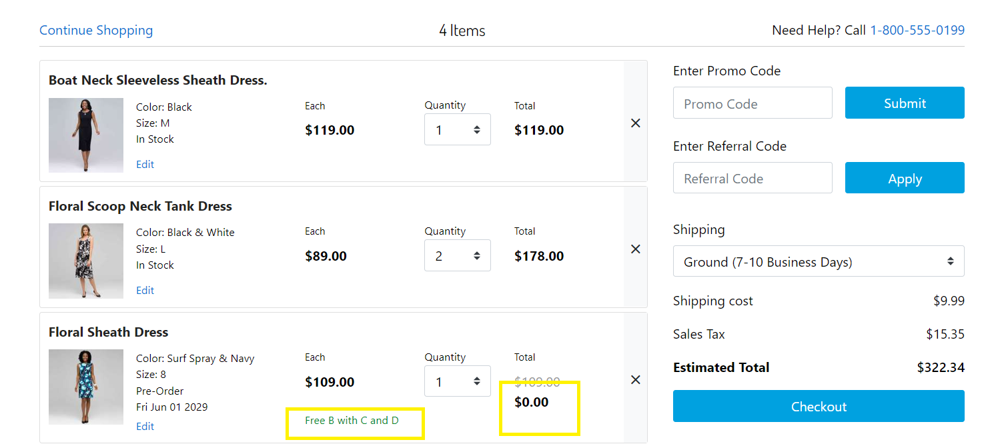 Continue Shopping
4 Items
Need Help? Call 1-800-555-0199
Boat Neck Sleeveless Sheath Dress.
Color: Black
Size: M
In Stock
Edit
Each
$119.00
Quantity
1
Total
$119.00
Floral Scoop Neck Tank Dress
Color: Black & White
Size: L
In Stock
Edit
Each
$89.00
Quantity
2
Total
$178.00
Floral Sheath Dress
Color: Surf Spray & Navy
Size: 8
Pre-Order
Fri Jun 01 2029
Edit
Each
$109.00
Free B with C and D
Quantity
1
Total
$109.00
$0.00
Enter Promo Code
Promo Code
Submit
Enter Referral Code
Referral Code
Apply
Shipping
Ground (7-10 Business Days)
Shipping cost $9.99
Sales Tax $15.35
Estimated Total $322.34
Checkout